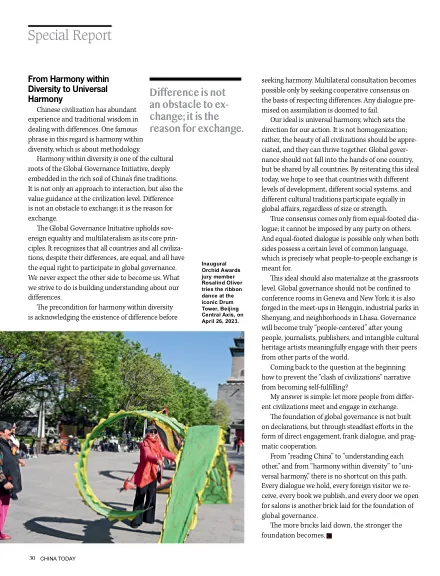 Special Report
From Harmony within
Diversity to Universal
Harmony
Chinese civilization has abundant
experience and traditional wisdom in
dealing with differences. One famous
phrase in this regard is harmony within
diversity, which is about methodology.
Harmony within diversity is one of the cultural
roots of the Global Governance Initiative, deeply
embedded in the rich soil of China's fine traditions.
It is not only an approach to interaction, but also the
value guidance at the civilization level. Difference
is not an obstacle to exchange; it is the reason for
exchange.
The Global Governance Initiative upholds sov-
ereign equality and multilateralism as its core prin-
ciples. It recognizes that all countries and all civiliza-
tions, despite their differences, are equal, and all have
the equal right to participate in global governance.
We never expect the other side to become us. What
we strive to do is building understanding about our
differences.
The precondition for harmony within diversity
is acknowledging the existence of difference before
Difference is not
an obstacle to ex-
change; it is the
reason for exchange.
Inaugural
Orchid Awards
jury member
Rosalind Oliver
tries the ribbon
dance at the
iconic Drum
Tower, Beijing
Central Axis, on
April 26, 2023.
seeking harmony. Multilateral consultation becomes
possible only by seeking cooperative consensus on
the basis of respecting differences. Any dialogue pre-
mised on assimilation is doomed to fail.
Our ideal is universal harmony, which sets the
direction for our action. It is not homogenization;
rather, the beauty of all civilizations should be appre-
ciated, and they can thrive together. Global gover-
nance should not fall into the hands of one country,
but be shared by all countries. By reiterating this ideal
today, we hope to see that countries with different
levels of development, different social systems, and
different cultural traditions participate equally in
global affairs, regardless of size or strength.
True consensus comes only from equal-footed dia-
logue; it cannot be imposed by any party on others.
And equal-footed dialogue is possible only when both
sides possess a certain level of common language,
which is precisely what people-to-people exchange is
meant for.
This ideal should also materialize at the grassroots
level. Global governance should not be confined to
conference rooms in Geneva and New York; it is also
forged in the meet-ups in Hengqin, industrial parks in
Shenyang, and neighborhoods in Lhasa. Governance
will become truly "people-centered" after young
people, journalists, publishers, and intangible cultural
heritage artists meaningfully engage with their peers
from other parts of the world.
Coming back to the question at the beginning:
how to prevent the "clash of civilizations" narrative
from becoming self-fulfilling?
My answer is simple: let more people from differ-
ent civilizations meet and engage in exchange.
The foundation of global governance is not built
on declarations, but through steadfast efforts in the
form of direct engagement, frank dialogue, and prag-
matic cooperation.
From "reading China" to "understanding each
other," and from "harmony within diversity" to "uni-
versal harmony," there is no shortcut on this path.
Every dialogue we hold, every foreign visitor we re-
ceive, every book we publish, and every door we open
for salons is another brick laid for the foundation of
global governance.
The more bricks laid down, the stronger the
foundation becomes.
30 CHINA TODAY